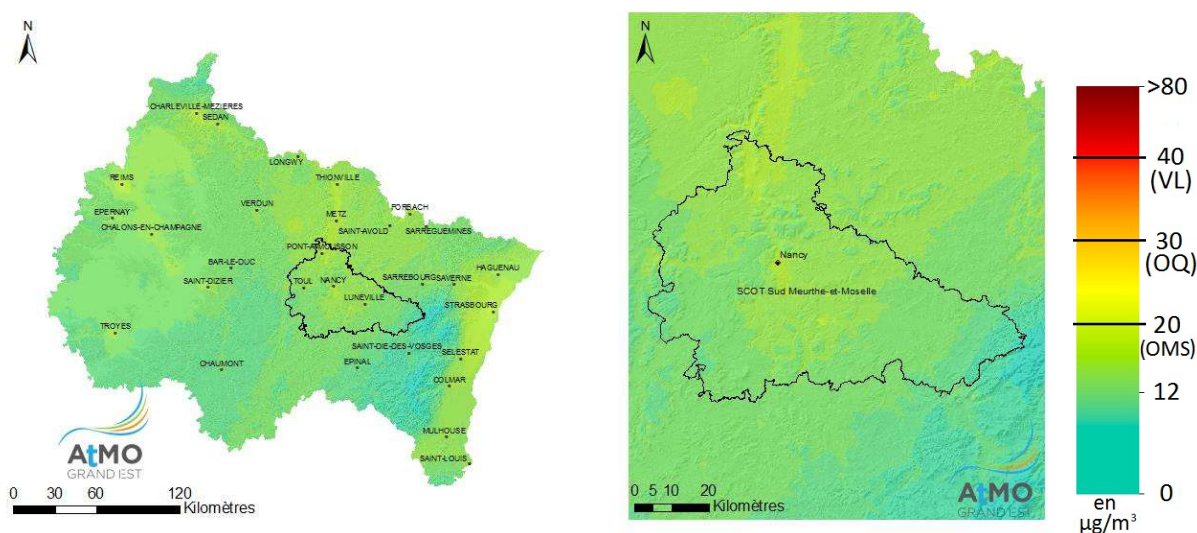 N
CHARLEVILLE-MEZIERES
SEDAN
LONGWY
REIMS
THIONVILLE
VERDUN
METZ
FORBACH
EPERNAY
SAINT-AVOLD
SARREGUEMINES
CHALONS-EN-CHAMPAGNE
PONT-A-MOUSSON
BAR-LE-DUC
HAGUENAU
SAINT-DIZIER
TOUL
NANCY
SARREBOURG
SAVERNE
LUNEVILLE
STRASBOURG
TROYES
SAINT-DIE-DES-VOSGES
SELESTAT
CHAUMONT
EPINAL
COLMAR
MULHOUSE
SAINT-LOUIS
AtMO
GRAND EST
0 30 60 120
Kilomètres
N
Nancy
SCOT Sud Meurthe-et-Moselle
AtMO
GRAND EST
0 5 10 20
Kilomètres
>80
40
(VL)
30
(OQ)
20
(OMS)
12
0
en
µg/m³